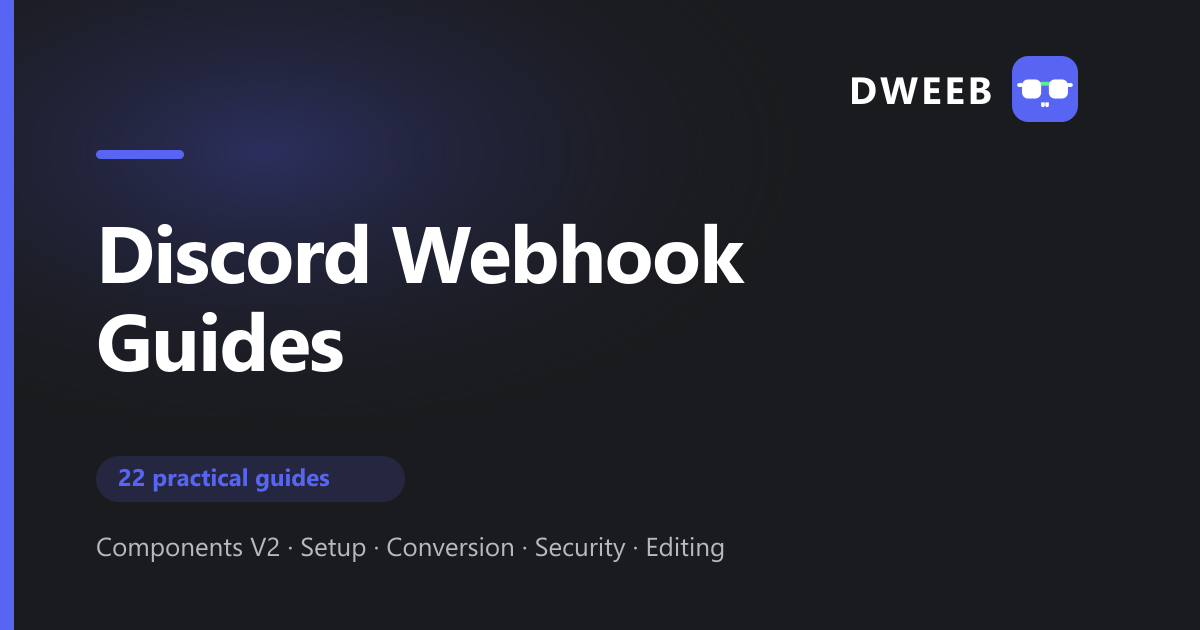 DWEEB
Discord Webhook
Guides
22 practical guides
Components V2 · Setup · Conversion · Security · Editing